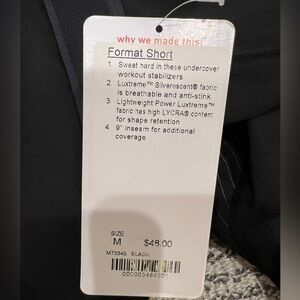 why we made this:
Format Short
1. Sweat hard in these undercover
workout stabilizers
2. Luxtreme™ Silverescent® fabric
is breathable and anti-stink
3. Lightweight Power Luxtreme™
fabric has high LYCRA® content
for shape retention
4. 9" inseam for additional
coverage
SIZE
M $48.00
BLACK